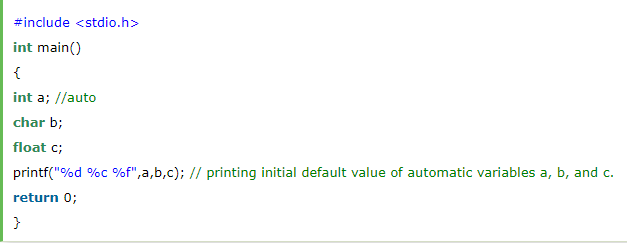 #include <stdio.h>
int main()
{
int a; //auto
char b;
float c;
printf("%d %c %f",a,b,c); // printing initial default value of automatic variables a, b, and c.
return 0;
}